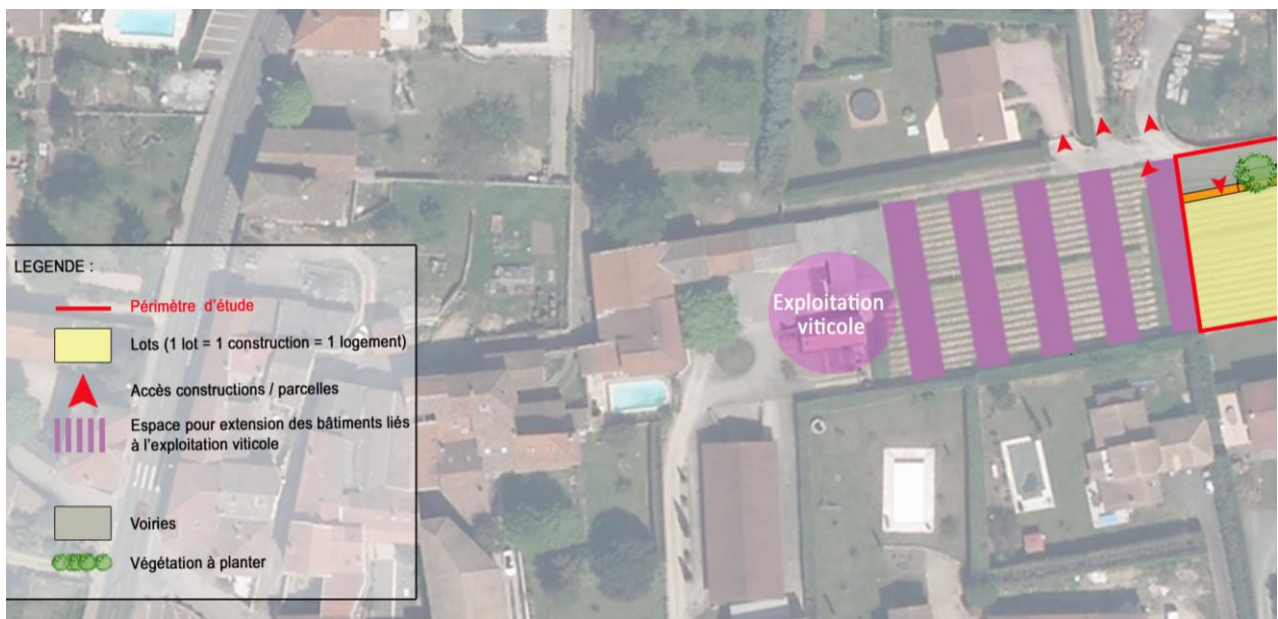 LEGENDE :
Périmètre d'étude
Lots (1 lot = 1 construction = 1 logement)
Accès constructions / parcelles
Espace pour extension des bâtiments liés
à l'exploitation viticole
Voiries
Végétation à planter
Exploitation
viticole